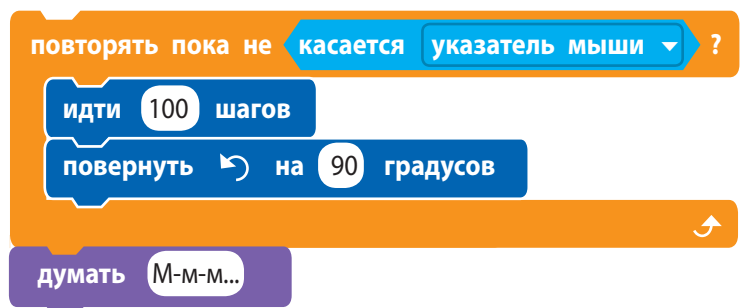 повторять пока не касается указатель мыши ?
идти 100 шагов
повернуть на 90 градусов
думать М-м-м...